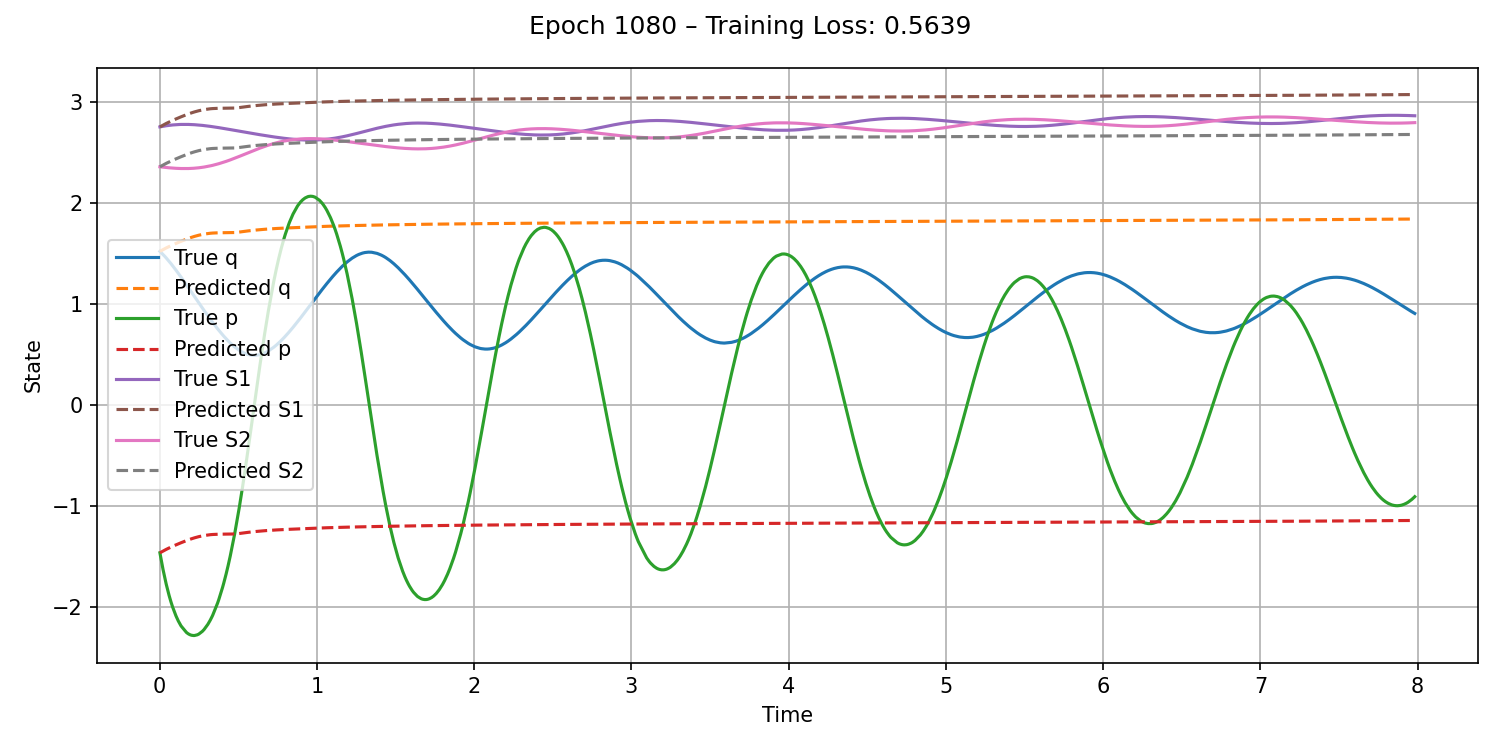 Epoch 1080 – Training Loss: 0.5639
3
2
1
0
−1
−2
State
True q
Predicted q
True p
Predicted p
True S1
Predicted S1
True S2
Predicted S2
0 1 2 3 4 5 6 7 8
Time